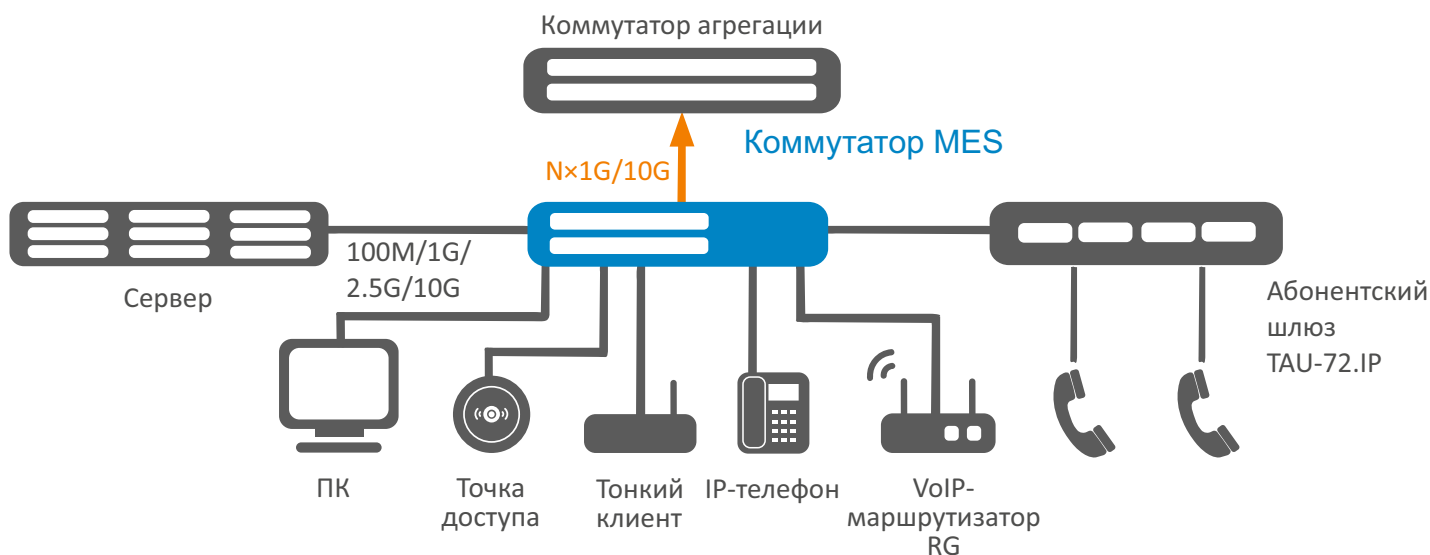 Коммутатор агрегации
Коммутатор MES
N×1G/10G
100M/1G/
2.5G/10G
Сервер
Абонентский
шлюз
TAU-72.IP
ПК
Точка
доступа
Тонкий
клиент
IP-телефон
VoIP-
маршрутизатор
RG